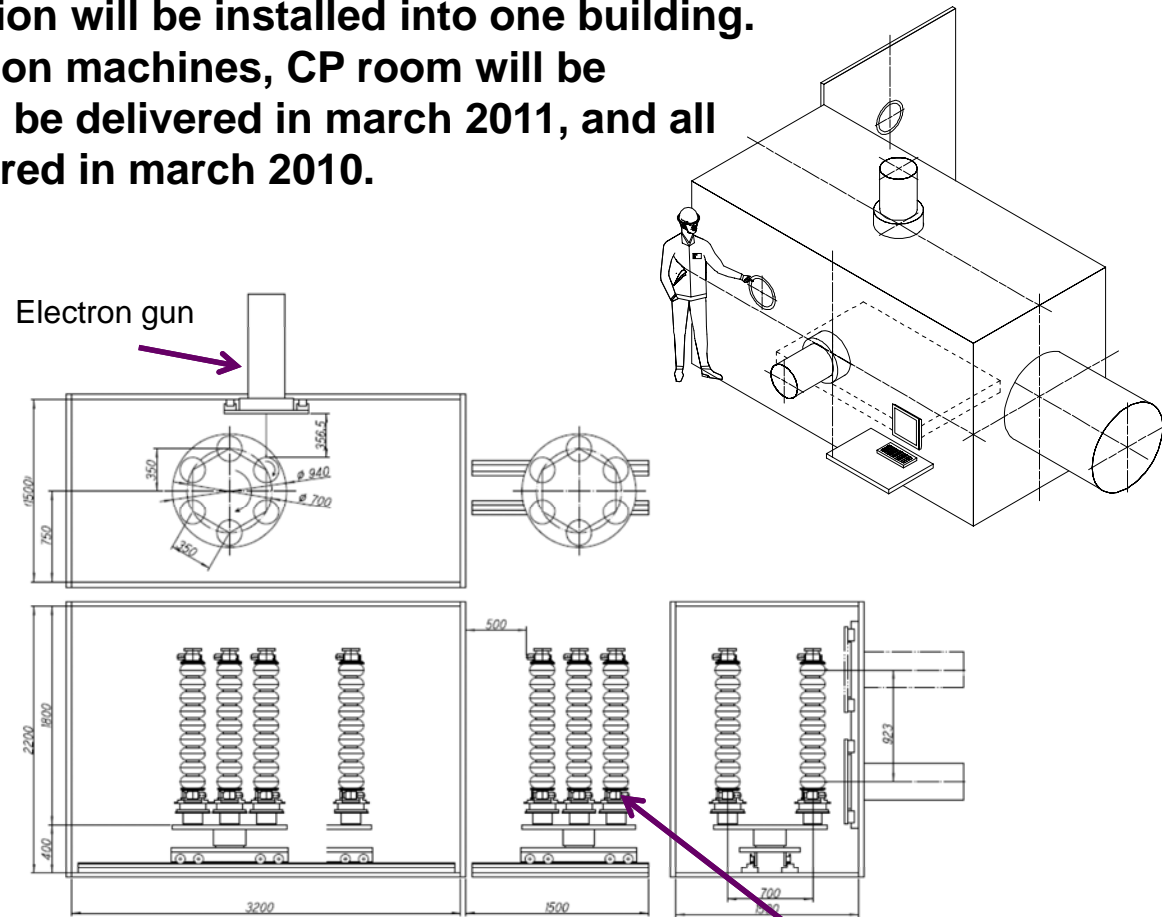 ion will be installed into one building.
on machines, CP room will be
be delivered in march 2011, and all
red in march 2010.
Electron gun
356,5
350
ϕ 940
ϕ 700
1500
750
350
500
2200
1800
400
923
3200
1500
700
1500